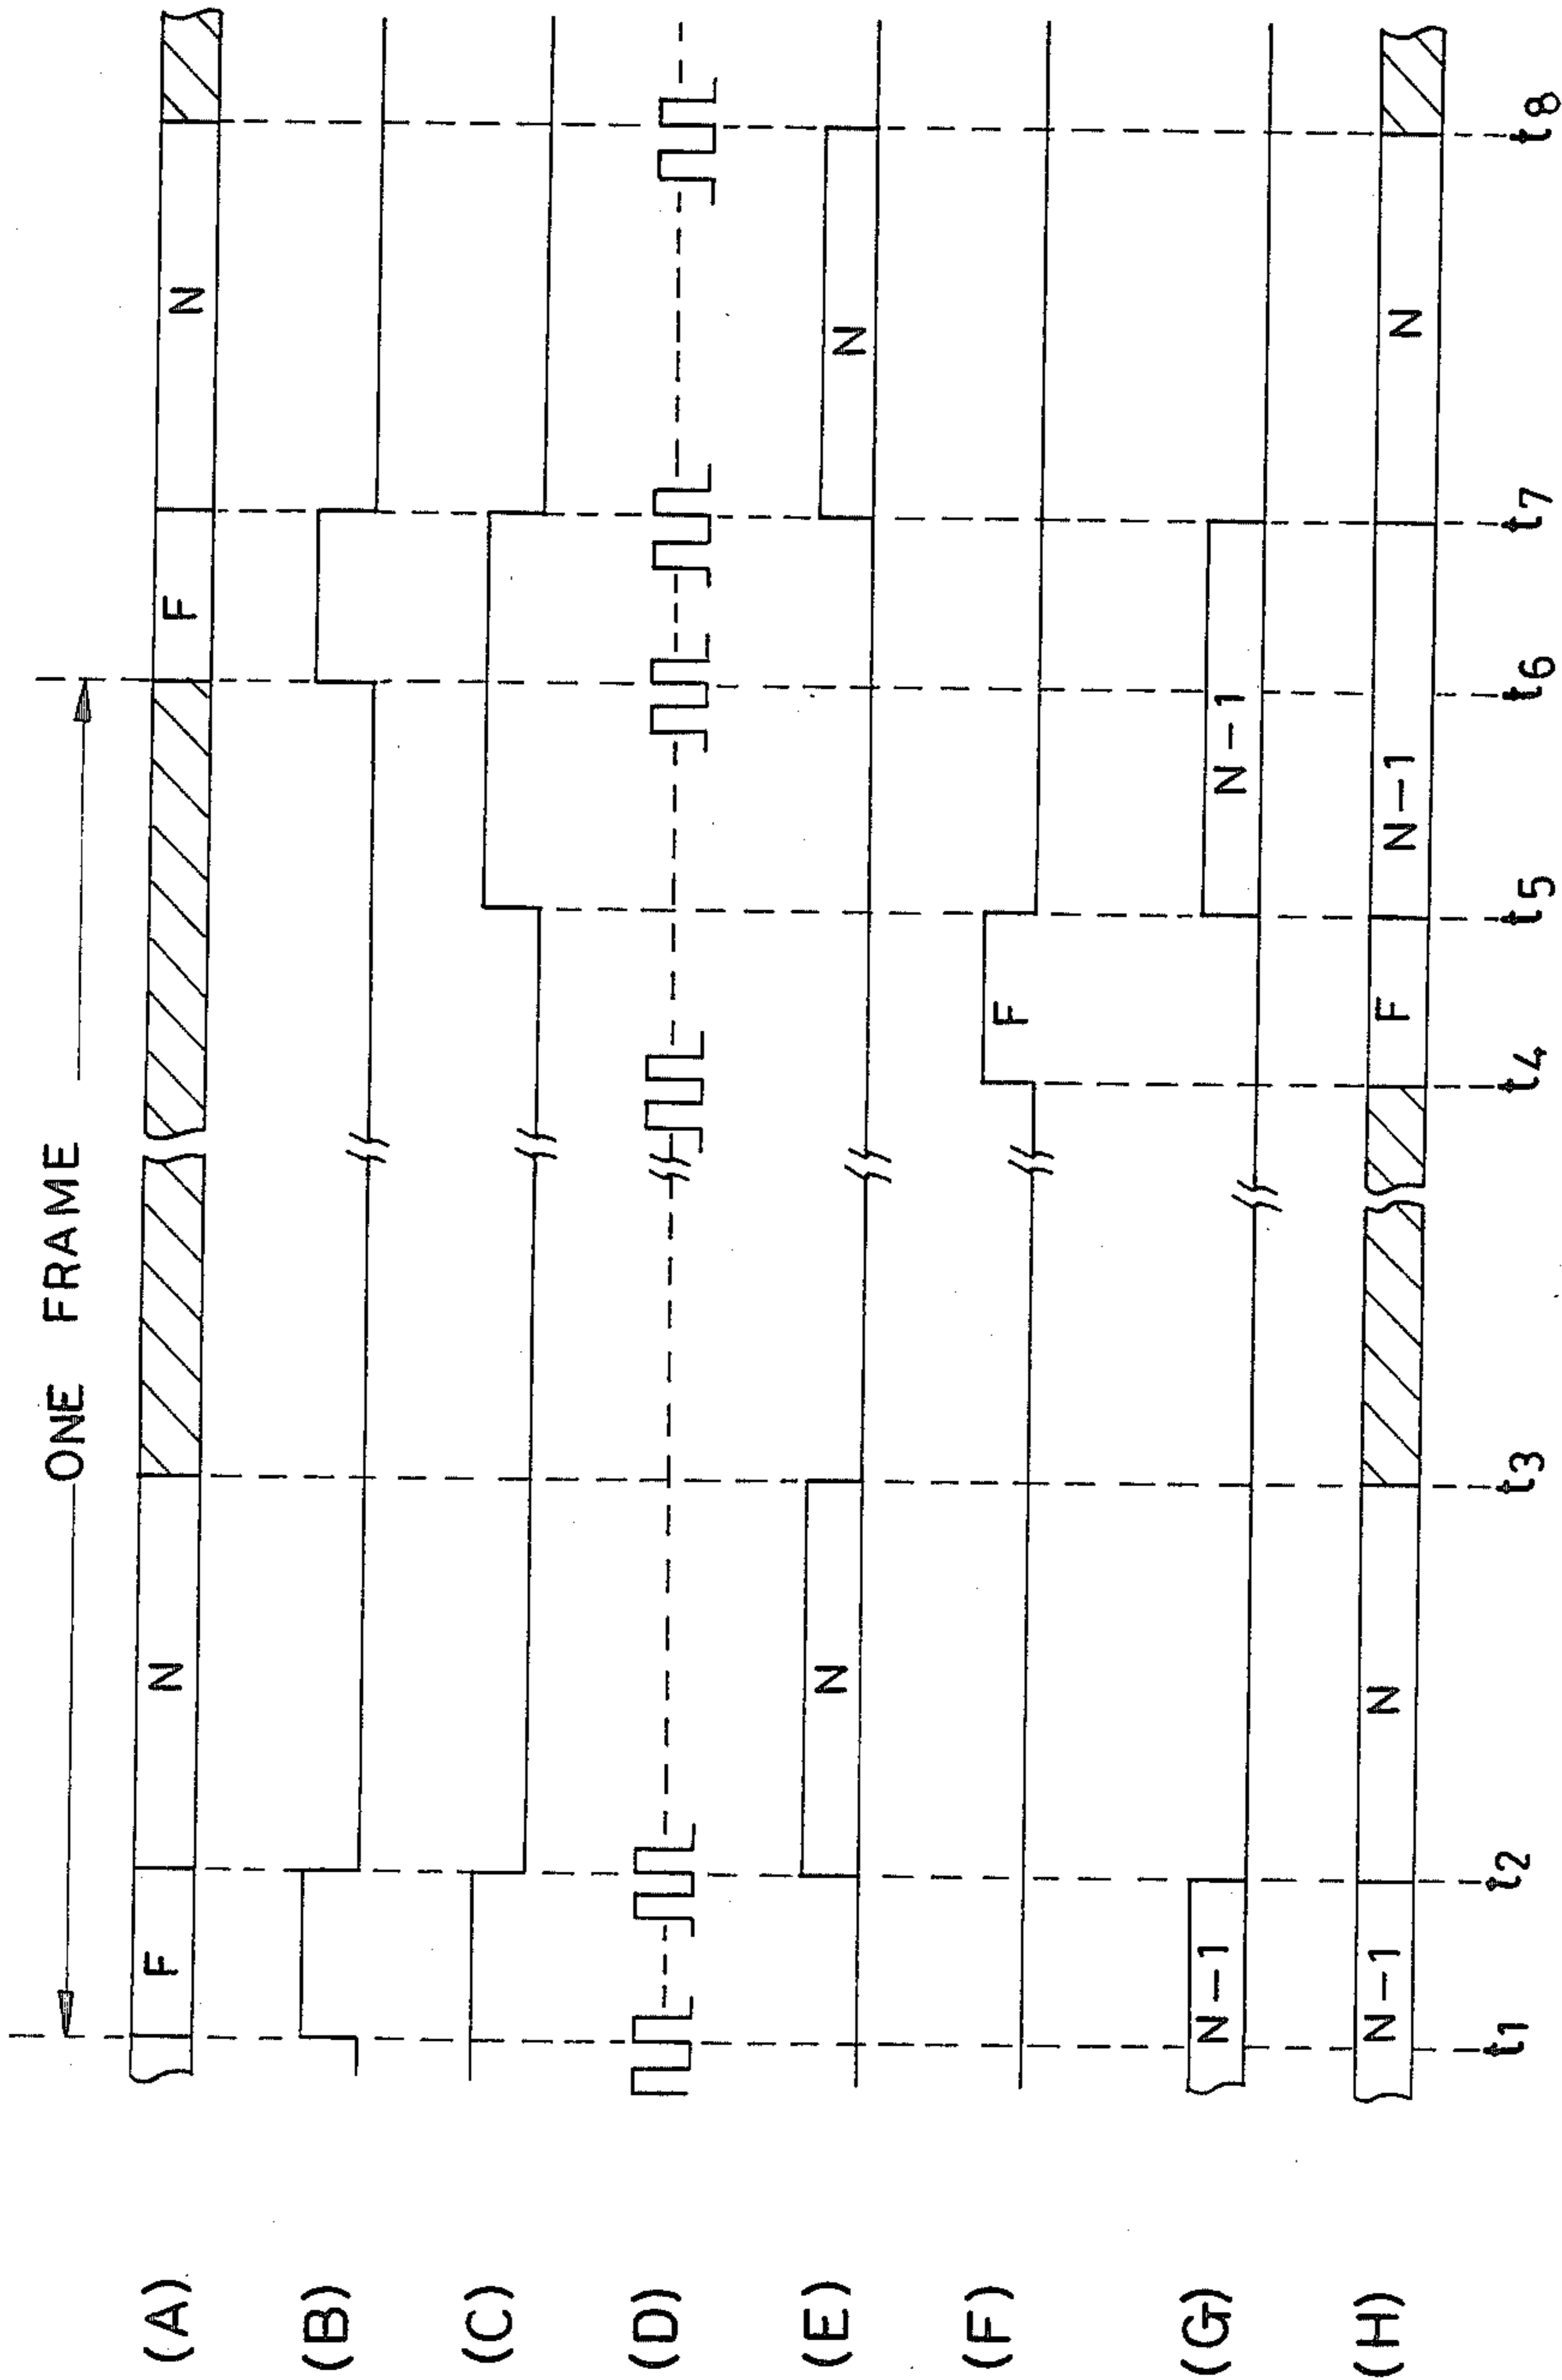 ONE FRAME
(A) F N F N
(B)
(C)
(D)
(E) N N
(F) F
(G) N-1 N-1
(H) N-1 N F N-1 N
t1 t2 t3 t4 t5 t6 t7 t8